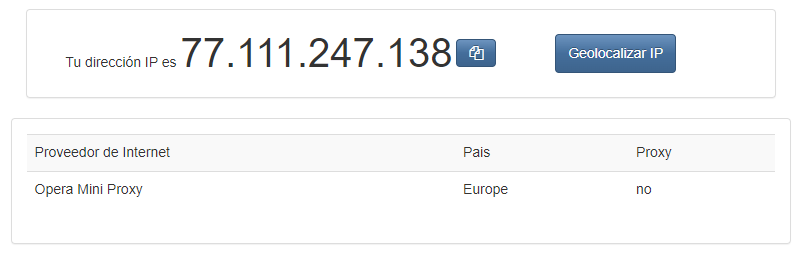 Tu dirección IP es 77.111.247.138 Geolocalizar IP
Proveedor de Internet Pais Proxy
Opera Mini Proxy Europe no